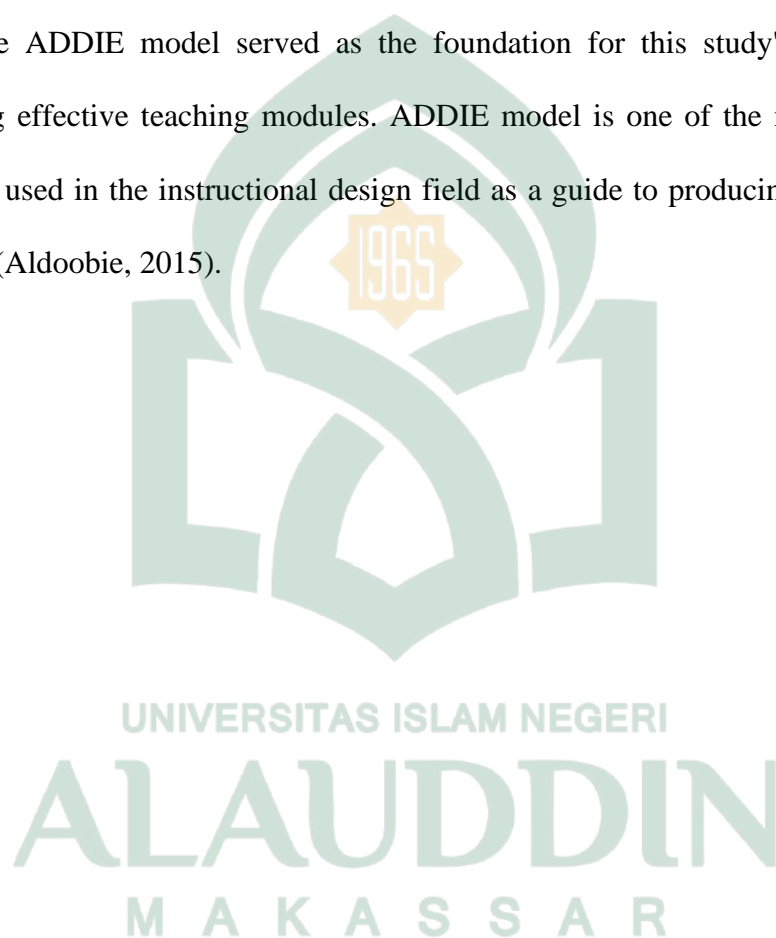 e ADDIE model served as the foundation for this study'
g effective teaching modules. ADDIE model is one of the
used in the instructional design field as a guide to producin
(Aldoobie, 2015).
1965
UNIVERSITAS ISLAM NEGERI
ALAUDDIN
MAKASSAR